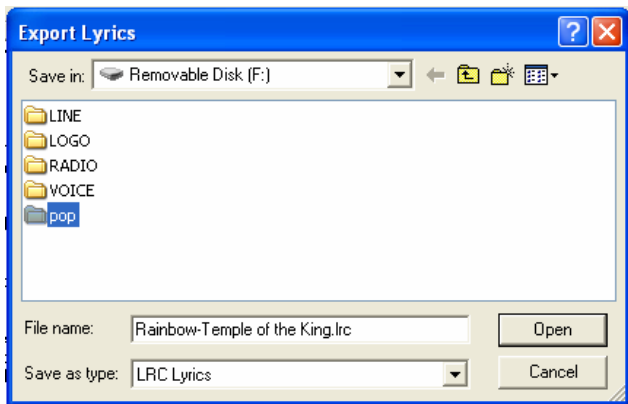 Export Lyrics
Save in: Removable Disk (F:)
LINE
LOGO
RADIO
VOICE
pop
File name: Rainbow-Temple of the King.lrc Open
Save as type: LRC Lyrics Cancel